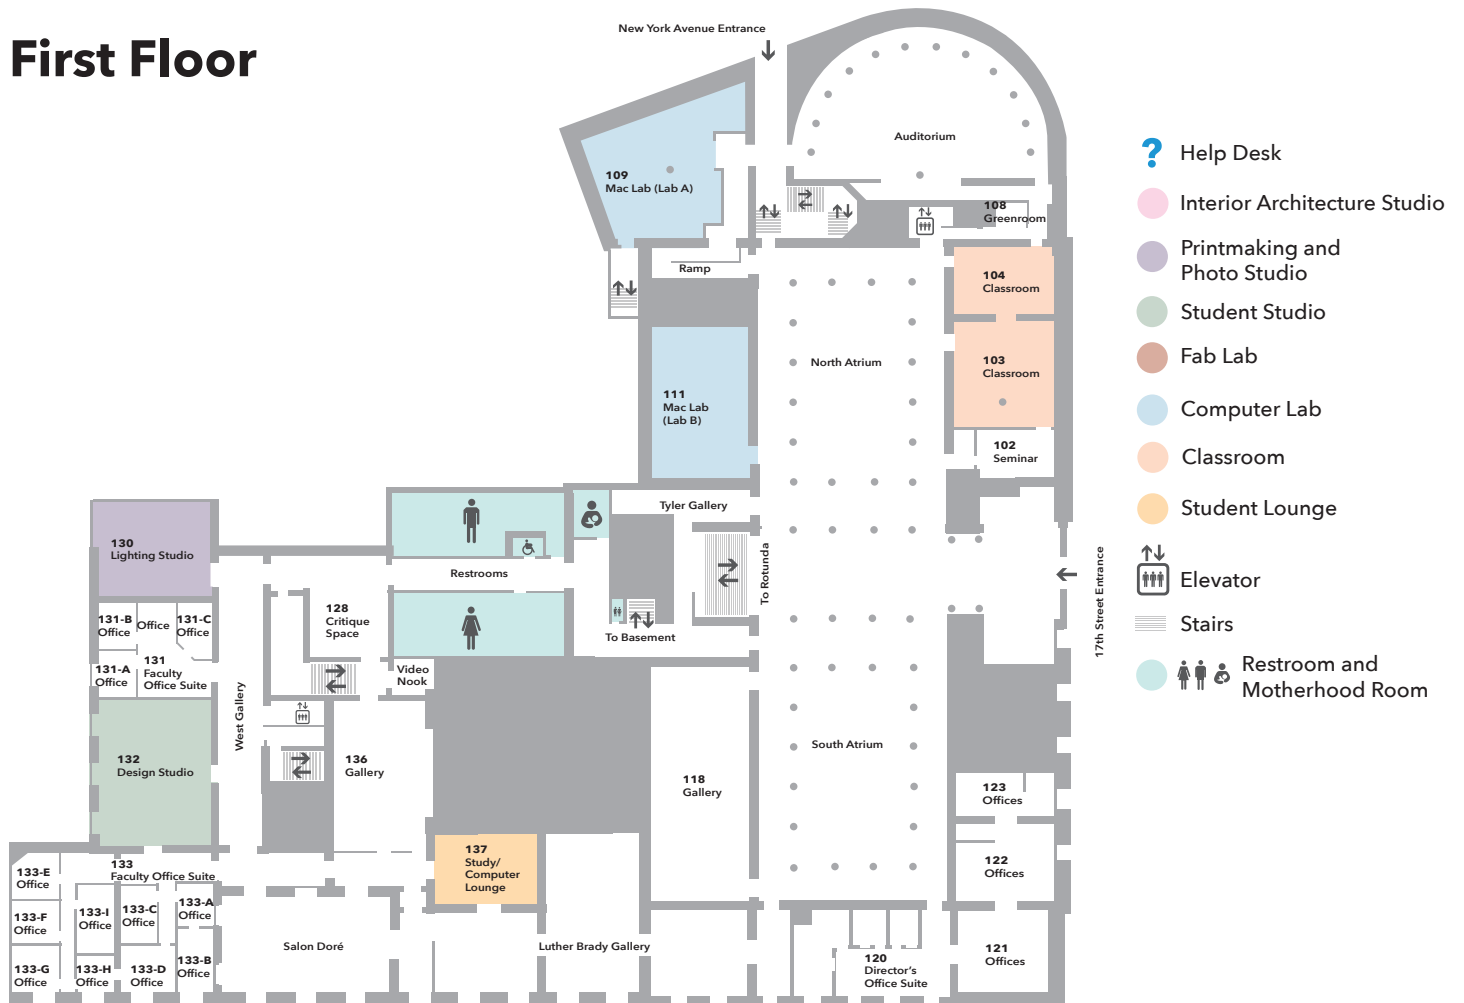 First Floor
New York Avenue Entrance
Auditorium
109
Mac Lab (Lab A)
108
Greenroom
Ramp
104
Classroom
North Atrium
103
Classroom
111
Mac Lab
(Lab B)
102
Seminar
Tyler Gallery
130
Lighting Studio
Restrooms
To Rotunda
17th Street Entrance
131-B
Office
Office
131-C
Office
128
Critique
Space
To Basement
131-A
Office
131
Faculty
Office Suite
Video
Nook
West Gallery
132
Design Studio
136
Gallery
118
Gallery
South Atrium
123
Offices
137
Study/
Computer
Lounge
122
Offices
133-E
Office
133
Faculty Office Suite
133-F
Office
133-I
Office
133-C
Office
133-A
Office
133-G
Office
133-H
Office
133-D
Office
133-B
Office
Salon Doré
Luther Brady Gallery
120
Director's
Office Suite
121
Offices
?
Help Desk
Interior Architecture Studio
Printmaking and
Photo Studio
Student Studio
Fab Lab
Computer Lab
Classroom
Student Lounge
Elevator
Stairs
Restroom and
Motherhood Room